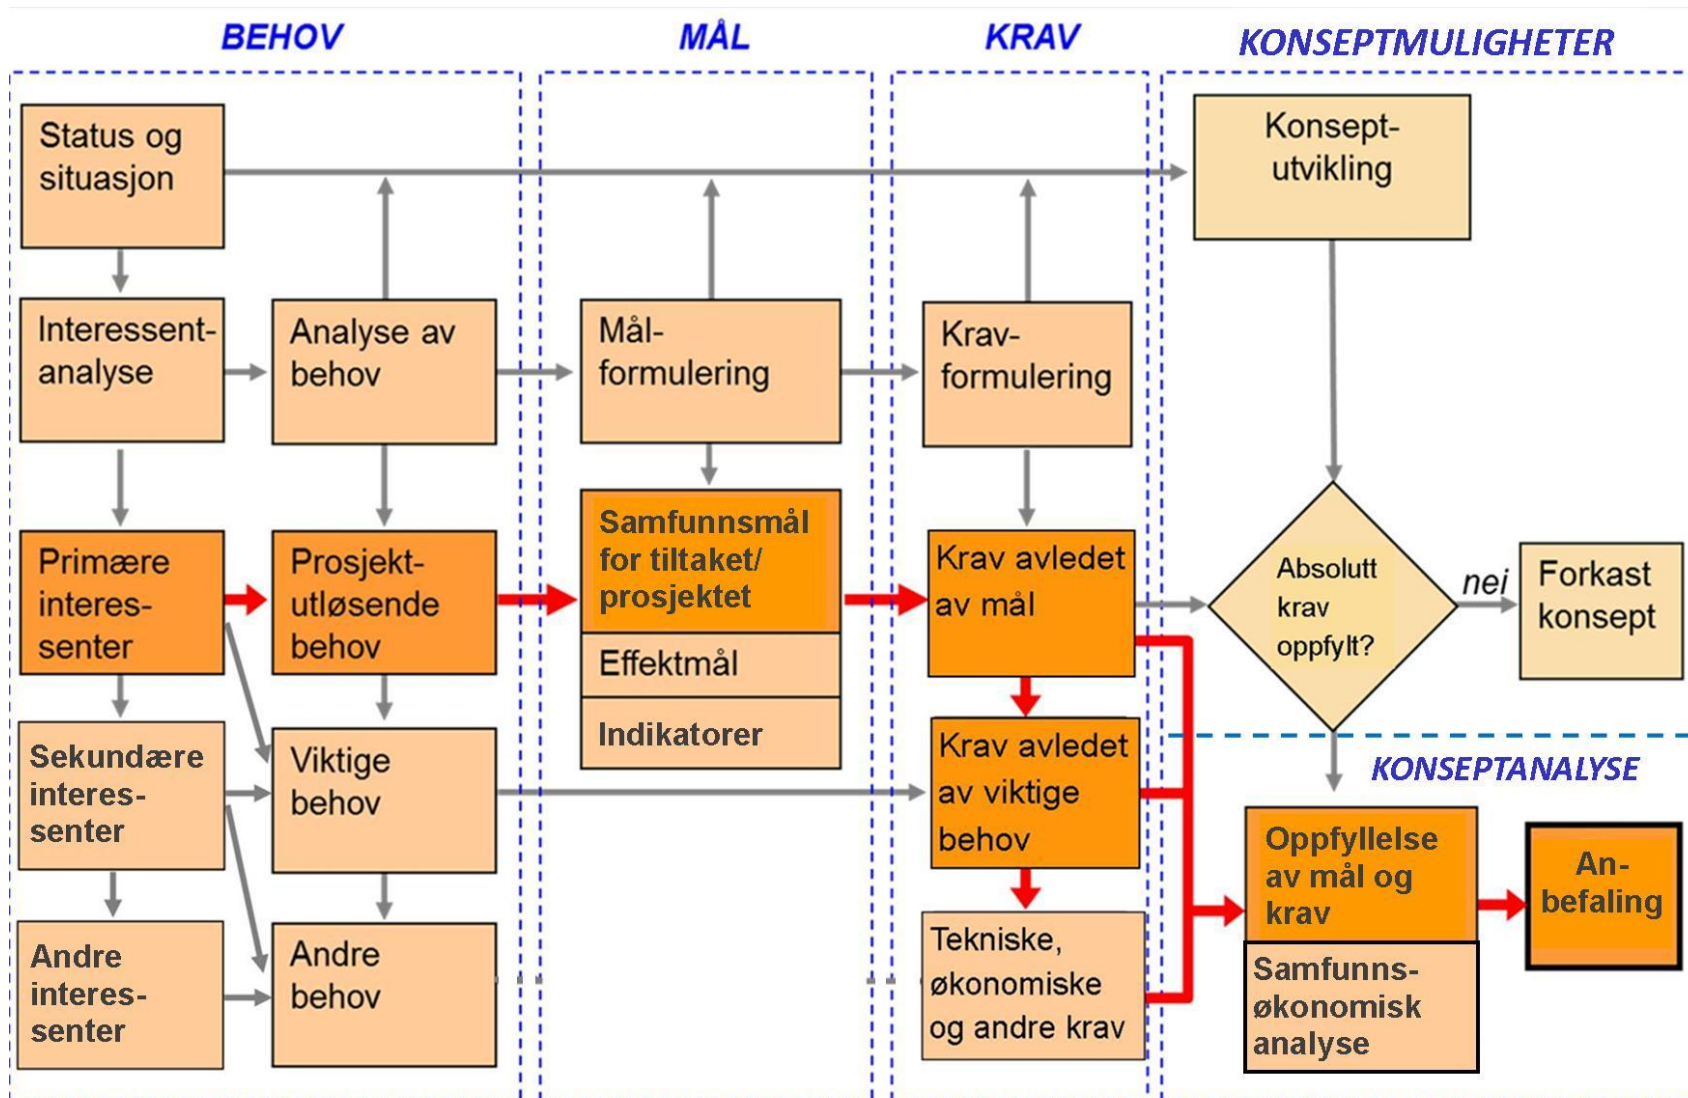 BEHOV
MÅL
KRAV
KONSEPTMULIGHETER
Status og
situasjon
Konsept-
utvikling
Interessent-
analyse
Analyse av
behov
Mål-
formulering
Krav-
formulering
Primære
interes-
senter
Prosjekt-
utløsende
behov
Samfunnsmål
for tiltaket/
prosjektet
Effektmål
Indikatorer
Krav avledet
av mål
Absolutt
krav
oppfylt?
nei
Forkast
konsept
Sekundære
interes-
senter
Viktige
behov
Krav avledet
av viktige
behov
KONSEPTANALYSE
Oppfyllelse
av mål og
krav
An-
befaling
Andre
interes-
senter
Andre
behov
Tekniske,
økonomiske
og andre krav
Samfunns-
økonomisk
analyse